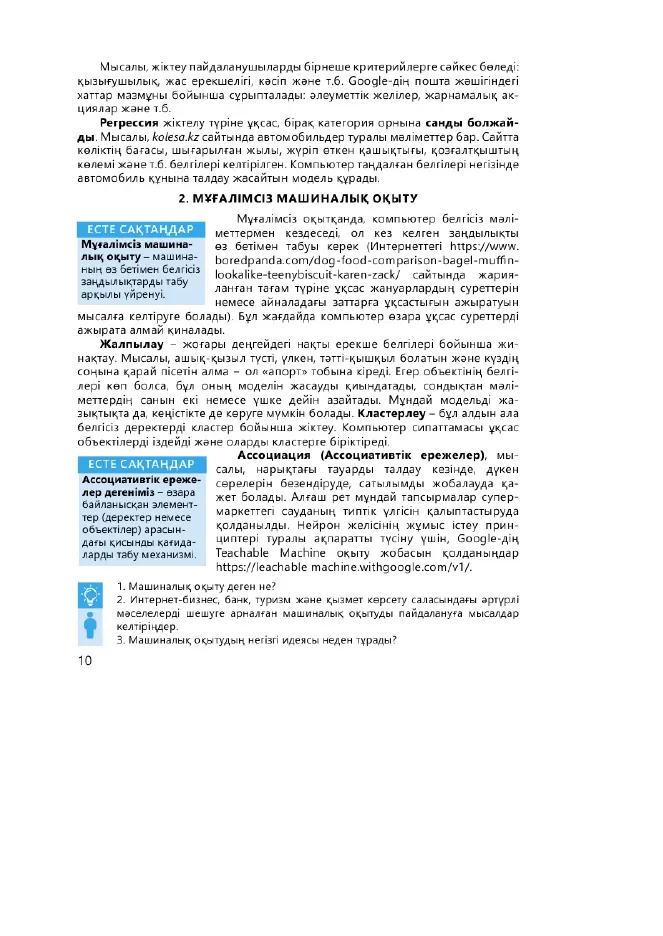 Мысалы, жіктеу пайдаланушыларды бірнеше критерийлерге сәйкес бөледі:
қызығушылық, жас ерекшелігі, кәсіп және т.б. Google-дің пошта жәшігіндегі
хаттар мазмұны бойынша сұрыпталады: әлеуметтік желілер, жарнамалық ак-
циялар және т.б.
Регрессия жіктелу түріне ұқсас, бірақ категория орнына санды болжай-
ды. Мысалы, kolesa.kz сайтында автомобильдер туралы мәліметтер бар. Сайтта
көліктің бағасы, шығарылған жылы, жүріп өткен қашықтығы, қозғалтқыштың
көлемі және т.б. белгілері келтірілген. Компьютер таңдалған белгілері негізінде
автомобиль құнына талдау жасайтын модель құрады.
2. МҰҒАЛІМСІЗ МАШИНАЛЫҚ ОҚЫТУ
ЕСТЕ САҚТАҢДАР
Мұғалімсіз машина-
лық оқыту – машина-
ның өз бетімен белгісіз
заңдылықтарды табу
арқылы үйренуі.
Мұғалімсіз оқытқанда, компьютер белгісіз мәлі-
меттермен кездеседі, ол кез келген заңдылықты
өз бетімен табуы керек (Интернеттегі https://www.
boredpanda.com/dog-food-comparison-bagel-muffin-
lookalike-teenybiscuit-karen-zack/ сайтында жария-
ланған тағам түріне ұқсас жануарлардың суреттерін
немесе айналадағы заттарға ұқсастығын ажыратуын
мысалға келтіруге болады). Бұл жағдайда компьютер өзара ұқсас суреттерді
ажырата алмай қиналады.
Жалпылау – жоғары деңгейдегі нақты ерекше белгілері бойынша жи-
нақтау. Мысалы, ашық-қызыл түсті, үлкен, тәтті-қышқыл болатын және күздің
соңына қарай пісетін алма – ол «апорт» тобына кіреді. Егер объектінің белгі-
лері көп болса, бұл оның моделін жасауды қиындатады, сондықтан мәлі-
меттердің санын екі немесе үшке дейін азайтады. Мұндай модельді жа-
зықтықта да, кеңістікте де көруге мүмкін болады. Кластерлеу – бұл алдын ала
белгісіз деректерді кластер бойынша жіктеу. Компьютер сипаттамасы ұқсас
объектілерді іздейді және оларды кластерге біріктіреді.
ЕСТЕ САҚТАҢДАР
Ассоциативтік ереже-
лер дегеніміз – өзара
байланысқан элемент-
тер (деректер немесе
объектілер) арасын-
дағы қисынды қағида-
ларды табу механизмі.
Ассоциация (Ассоциативтік ережелер), мы-
салы, нарықтағы тауарды талдау кезінде, дүкен
сөрелерін безендіруде, сатылымды жобалауда қа-
жет болады. Алғаш рет мұндай тапсырмалар супер-
маркеттегі сауданың типтік үлгісін қалыптастыруда
қолданылды. Нейрон желісінің жұмыс істеу прин-
циптері туралы ақпаратты түсіну үшін, Google-дің
Teachable Machine оқыту жобасын қолданыңдар
https://leachable machine.withgoogle.com/v1/.
1. Машиналық оқыту деген не?
2. Интернет-бизнес, банк, туризм және қызмет көрсету саласындағы әртүрлі
мәселелерді шешуге арналған машиналық оқытуды пайдалануға мысалдар
келтіріңдер.
3. Машиналық оқытудың негізгі идеясы неден тұрады?
10